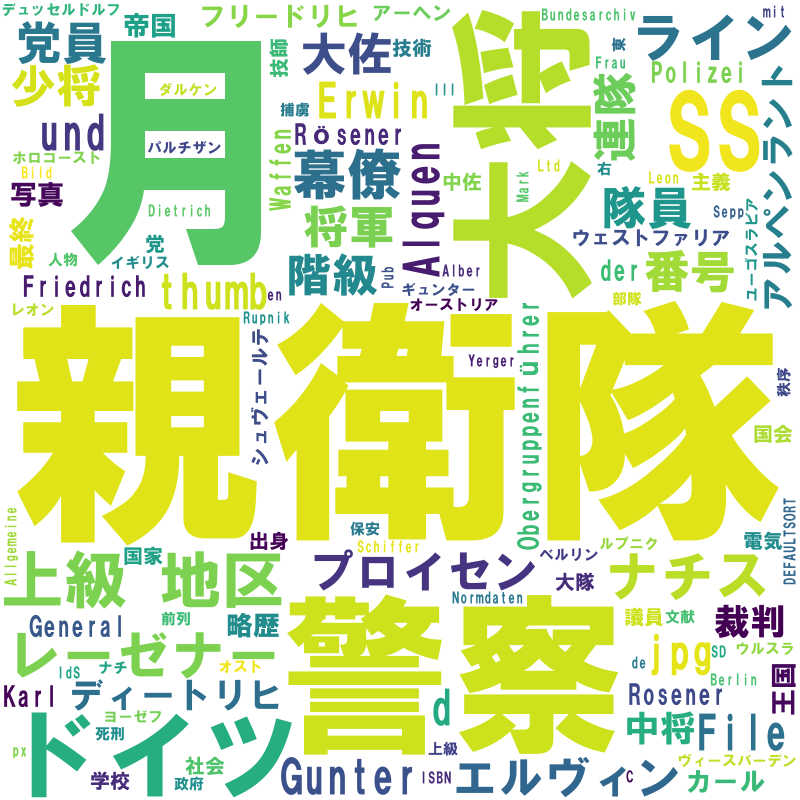 デュッセルドルフ
帝国
フリードリヒ
アーヘン
Bundesarchiv
mit
党員
月
技師
大佐
技術
大将
東
ライン
少将
ダルケン
捕虜
Erwin
III
Frau
Polizei
und
パルチザン
Waffen
Rösener
連隊
SS
アルペンラント
ホロコースト
Bild
写真
Dietrich
幕僚
Alquen
中佐
Mark
Ltd
右
Leon
主義
隊員
Sepp
ユーゴスラビア
最終
人物
党
イギリス
将軍
ウェストファリア
Friedrich
thumb
en
階級
Pub
Alber
ギュンター
der
番号
レオン
Rupnik
オーストリア
部隊
親衛隊
シュヴェールテ
Yerger
Obergruppenführer
秩序
国会
Allgemeine
国家
出身
保安
Schiffer
ベルリン
ルプニク
電気
DEFAULTSORT
上級
地区
プロイセン
大隊
ナチス
General
前列
略歴
警察
Normdaten
議員
文献
裁判
レーゼナー
IdS
ナチ
オスト
d
de
jpg
SD
ウルスラ
Berlin
王国
Karl
ディートリヒ
Rosener
ドイツ
ヨーゼフ
死刑
中将
File
px
学校
社会
政府
Gunter
上級
ISBN
エルヴィン
C
カール
ヴィースバーデン